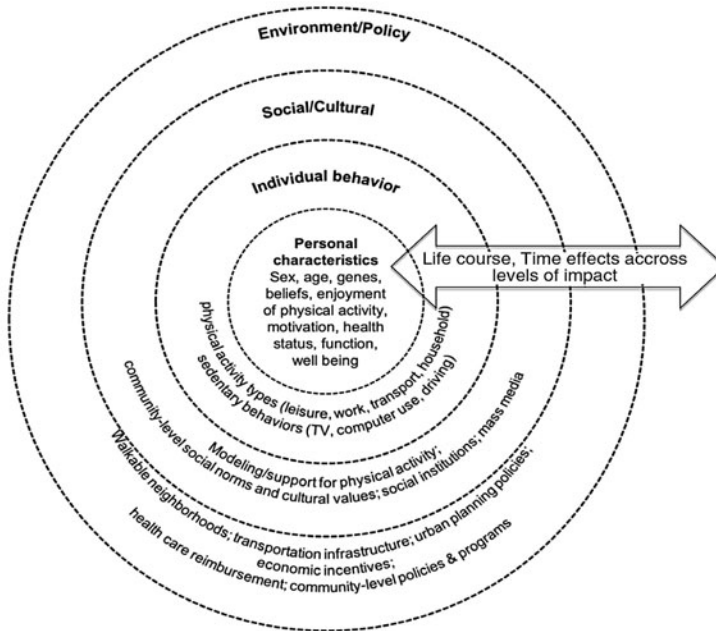 Environment/Policy
Social/Cultural
Individual behavior
Personal
characteristics
Sex, age, genes,
beliefs, enjoyment
of physical activity,
motivation, health
status, function,
well being
Life course, Time effects accross
levels of impact
physical activity types (leisure, work, transport, household)
sedentary behaviors (TV, computer use, driving))
Modeling/support for physical activity;
community-level social norms and cultural values; social institutions; mass media
Walkable neighborhoods; transportation infrastructure; urban planning policies;
economic incentives;
health care reimbursement; community-level policies & programs